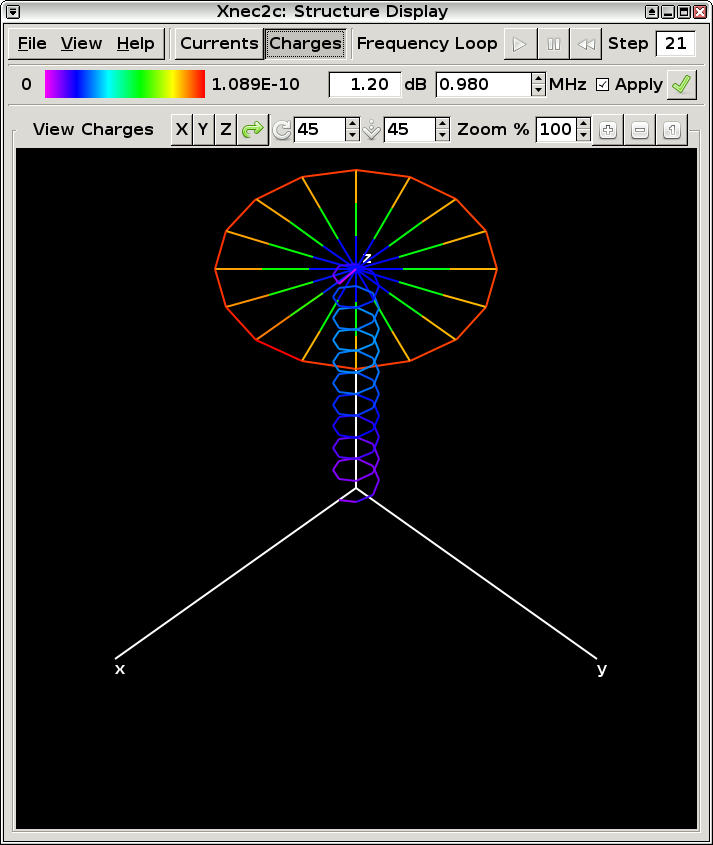 Xnec2c: Structure Display
File View Help Currents Charges Frequency Loop Step 21
0 1.089E-10 1.20 dB 0.980 MHz Apply
View Charges X Y Z 45 45 Zoom % 100 1
z
x y